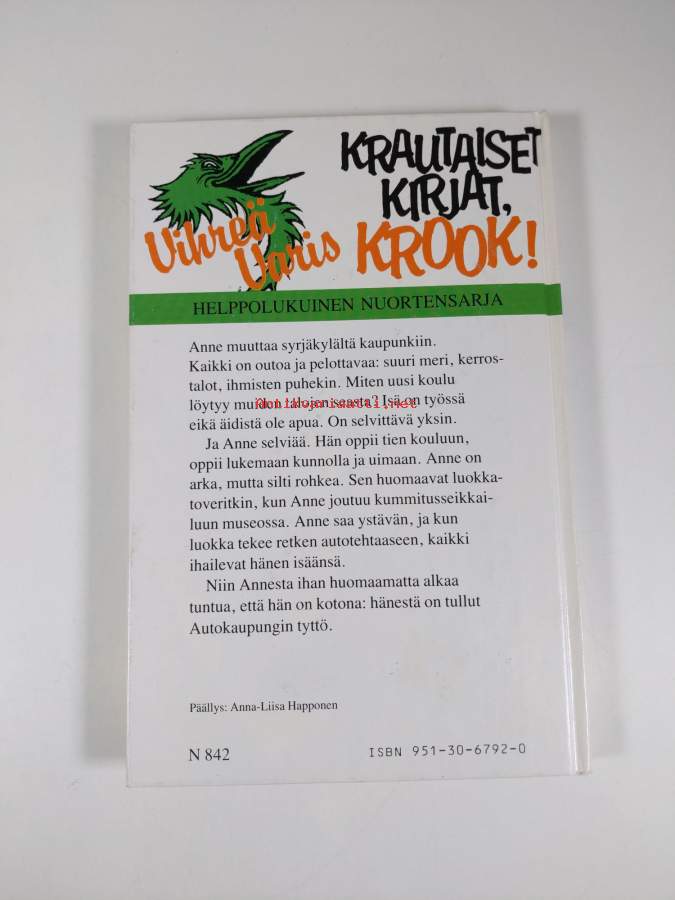 KRAUTAISET
KIRJAT,
KROOK!
Vihreä
Varis
HELPPOLUKUINEN NUORTENSARJA
Anne muuttaa syrjäkylältä kaupunkiin.
Kaikki on outoa ja pelottavaa: suuri meri, kerros-
talot, ihmisten puhekin. Miten uusi koulu
löytyy muiden talojen seasta? Isä on työssä
eikä äidistä ole apua. On selvittävä yksin.
Ja Anne selviää. Hän oppii tien kouluun,
oppii lukemaan kunnolla ja uimaan. Anne on
arka, mutta silti rohkea. Sen huomaavat luokka-
toveritkin, kun Anne joutuu kummitusseikkai-
luun museossa. Anne saa ystävän, ja kun
luokka tekee retken autotehtaaseen, kaikki
ihailevat hänen isäänsä.
Niin Annesta ihan huomaamatta alkaa
tuntua, että hän on kotona: hänestä on tullut
Autokaupungin tyttö.
Päällys: Anna-Liisa Happonen
N 842
ISBN 951-30-6792-0